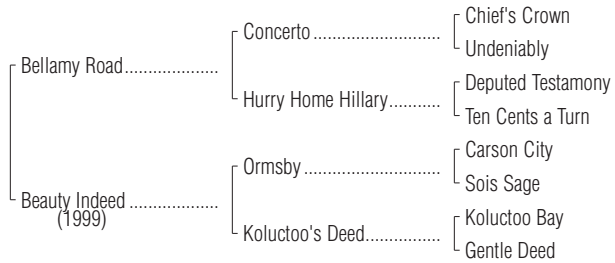 Chief's Crown
Concerto
Undeniably
Bellamy Road
Deputed Testamony
Hurry Home Hillary
Ten Cents a Turn
Carson City
Ormsby
Sois Sage
Beauty Indeed
(1999)
Koluctoo Bay
Koluctoo's Deed
Gentle Deed